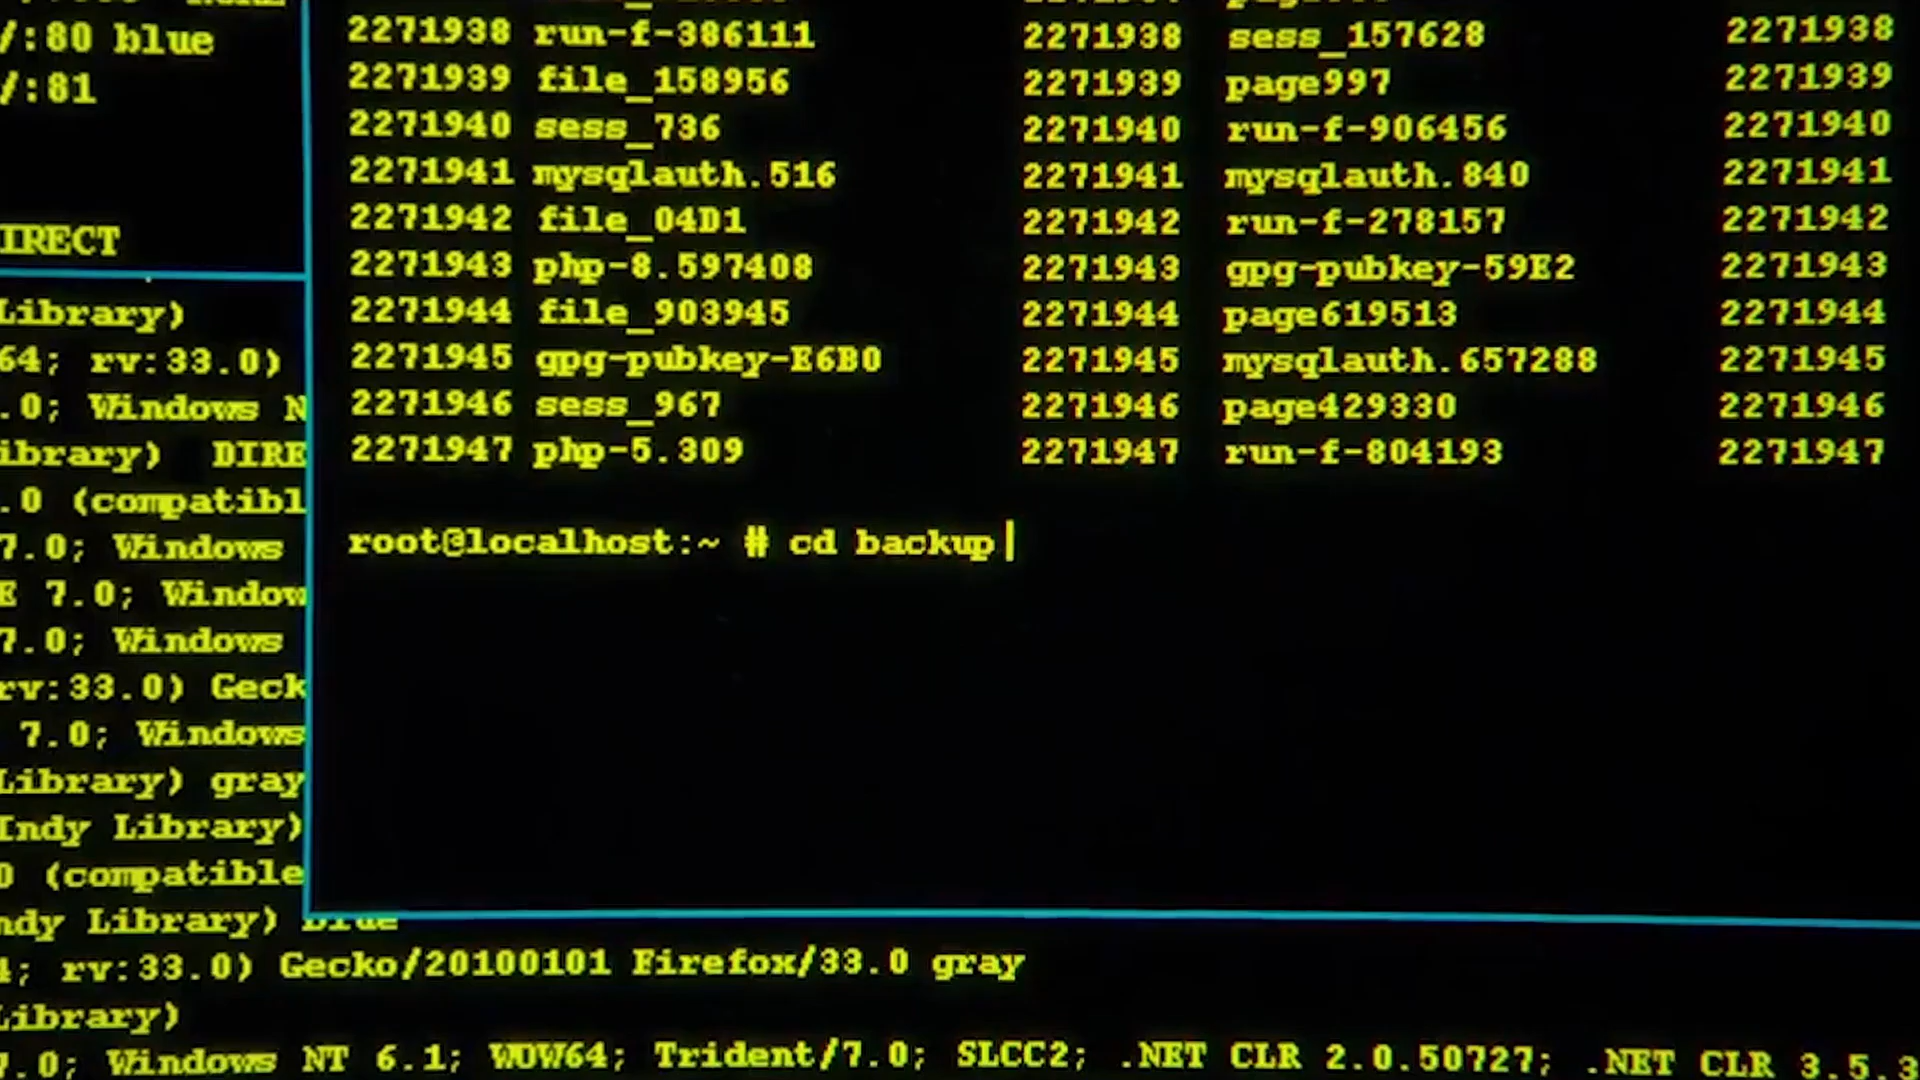 /:80 blue
/:81
IRECT
Library)
64; rv:33.0)
.0; Windows N
ibrary) DIRE
.0 (compatibl
7.0; Windows
E 7.0; Window
7.0; Windows
rv:33.0) Geck
7.0; Windows
Library) gray
Indy Library)
0 (compatible
ndy Library) blue
4; rv:33.0) Gecko/20100101 Firefox/33.0 gray
Library)
7.0; Windows NT 6.1; WOW64; Trident/7.0; SLCC2; .NET CLR 2.0.50727; .NET CLR 3.5.3
2271938 run-f-386111 2271938 sess_157628 2271938
2271939 file_158956 2271939 page997 2271939
2271940 sess_736 2271940 run-f-906456 2271940
2271941 mysqlauth.516 2271941 mysqlauth.840 2271941
2271942 file_04D1 2271942 run-f-278157 2271942
2271943 php-8.597408 2271943 gpg-pubkey-59E2 2271943
2271944 file_903945 2271944 page619513 2271944
2271945 gpg-pubkey-E6B0 2271945 mysqlauth.657288 2271945
2271946 sess_967 2271946 page429330 2271946
2271947 php-5.309 2271947 run-f-804193 2271947
root@localhost:~ # cd backup